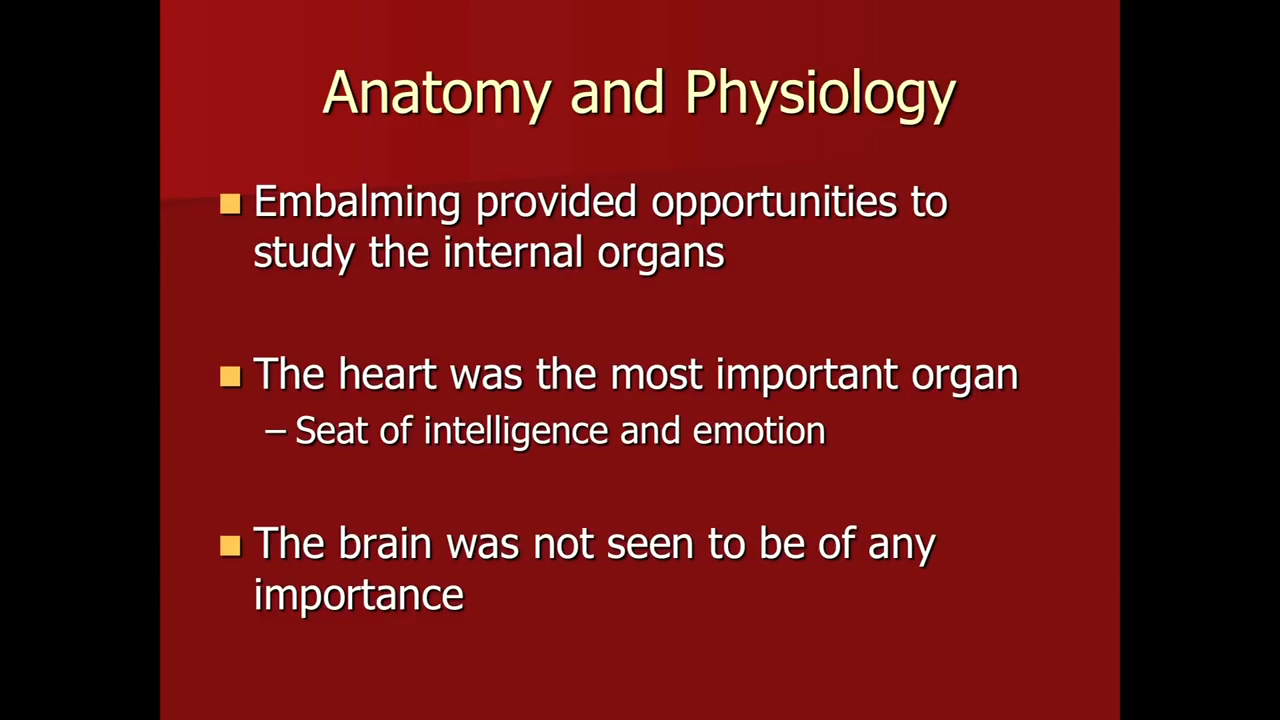 Anatomy and Physiology
Embalming provided opportunities to
study the internal organs
The heart was the most important organ
– Seat of intelligence and emotion
The brain was not seen to be of any
importance